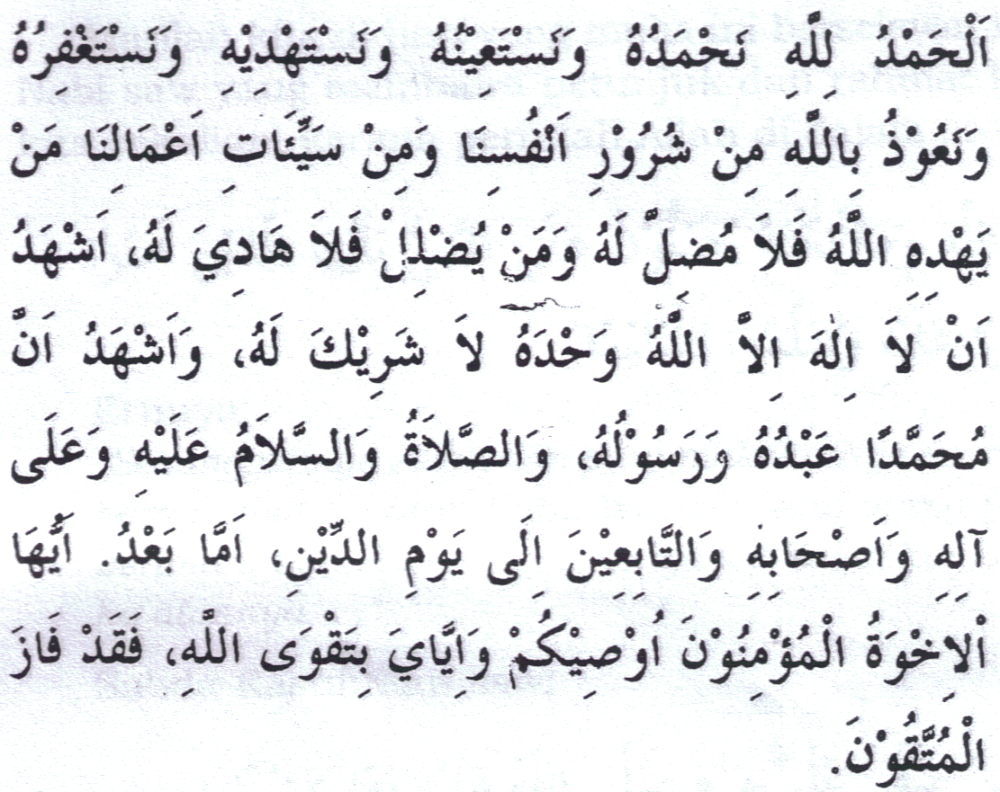 اَلْحَمْدُ لِلَّهِ نَحْمَدُهُ وَنَسْتَعِيْنُهُ وَنَسْتَهْدِيْهِ وَنَسْتَغْفِرُهُ
وَنَعُوْذُ بِاللَّهِ مِنْ شُرُوْرِ اَنْفُسِنَا وَمِنْ سَيِّئَاتِ اَعْمَالِنَا مَنْ
يَهْدِهِ اللَّهُ فَلاَ مُضِلَّ لَهُ وَمَنْ يُضْلِلْ فَلاَ هَادِيَ لَهُ، اَشْهَدُ
اَنْ لاَ اِلٰهَ اِلاَّ اللَّهُ وَحْدَهُ لاَ شَرِيْكَ لَهُ، وَاَشْهَدُ اَنَّ
مُحَمَّدًا عَبْدُهُ وَرَسُوْلُهُ، وَالصَّلاَةُ وَالسَّلاَمُ عَلَيْهِ وَعَلَى
آلِهِ وَاَصْحَابِهِ وَالتَّابِعِيْنَ اِلَى يَوْمِ الدِّيْنِ، اَمَّا بَعْدُ. اَيُّهَا
اْلاِخْوَةُ الْمُؤْمِنُوْنَ اُوْصِيْكُمْ وَاِيَّايَ بِتَقْوَى اللَّهِ، فَقَدْ فَازَ
الْمُتَّقُوْنَ.